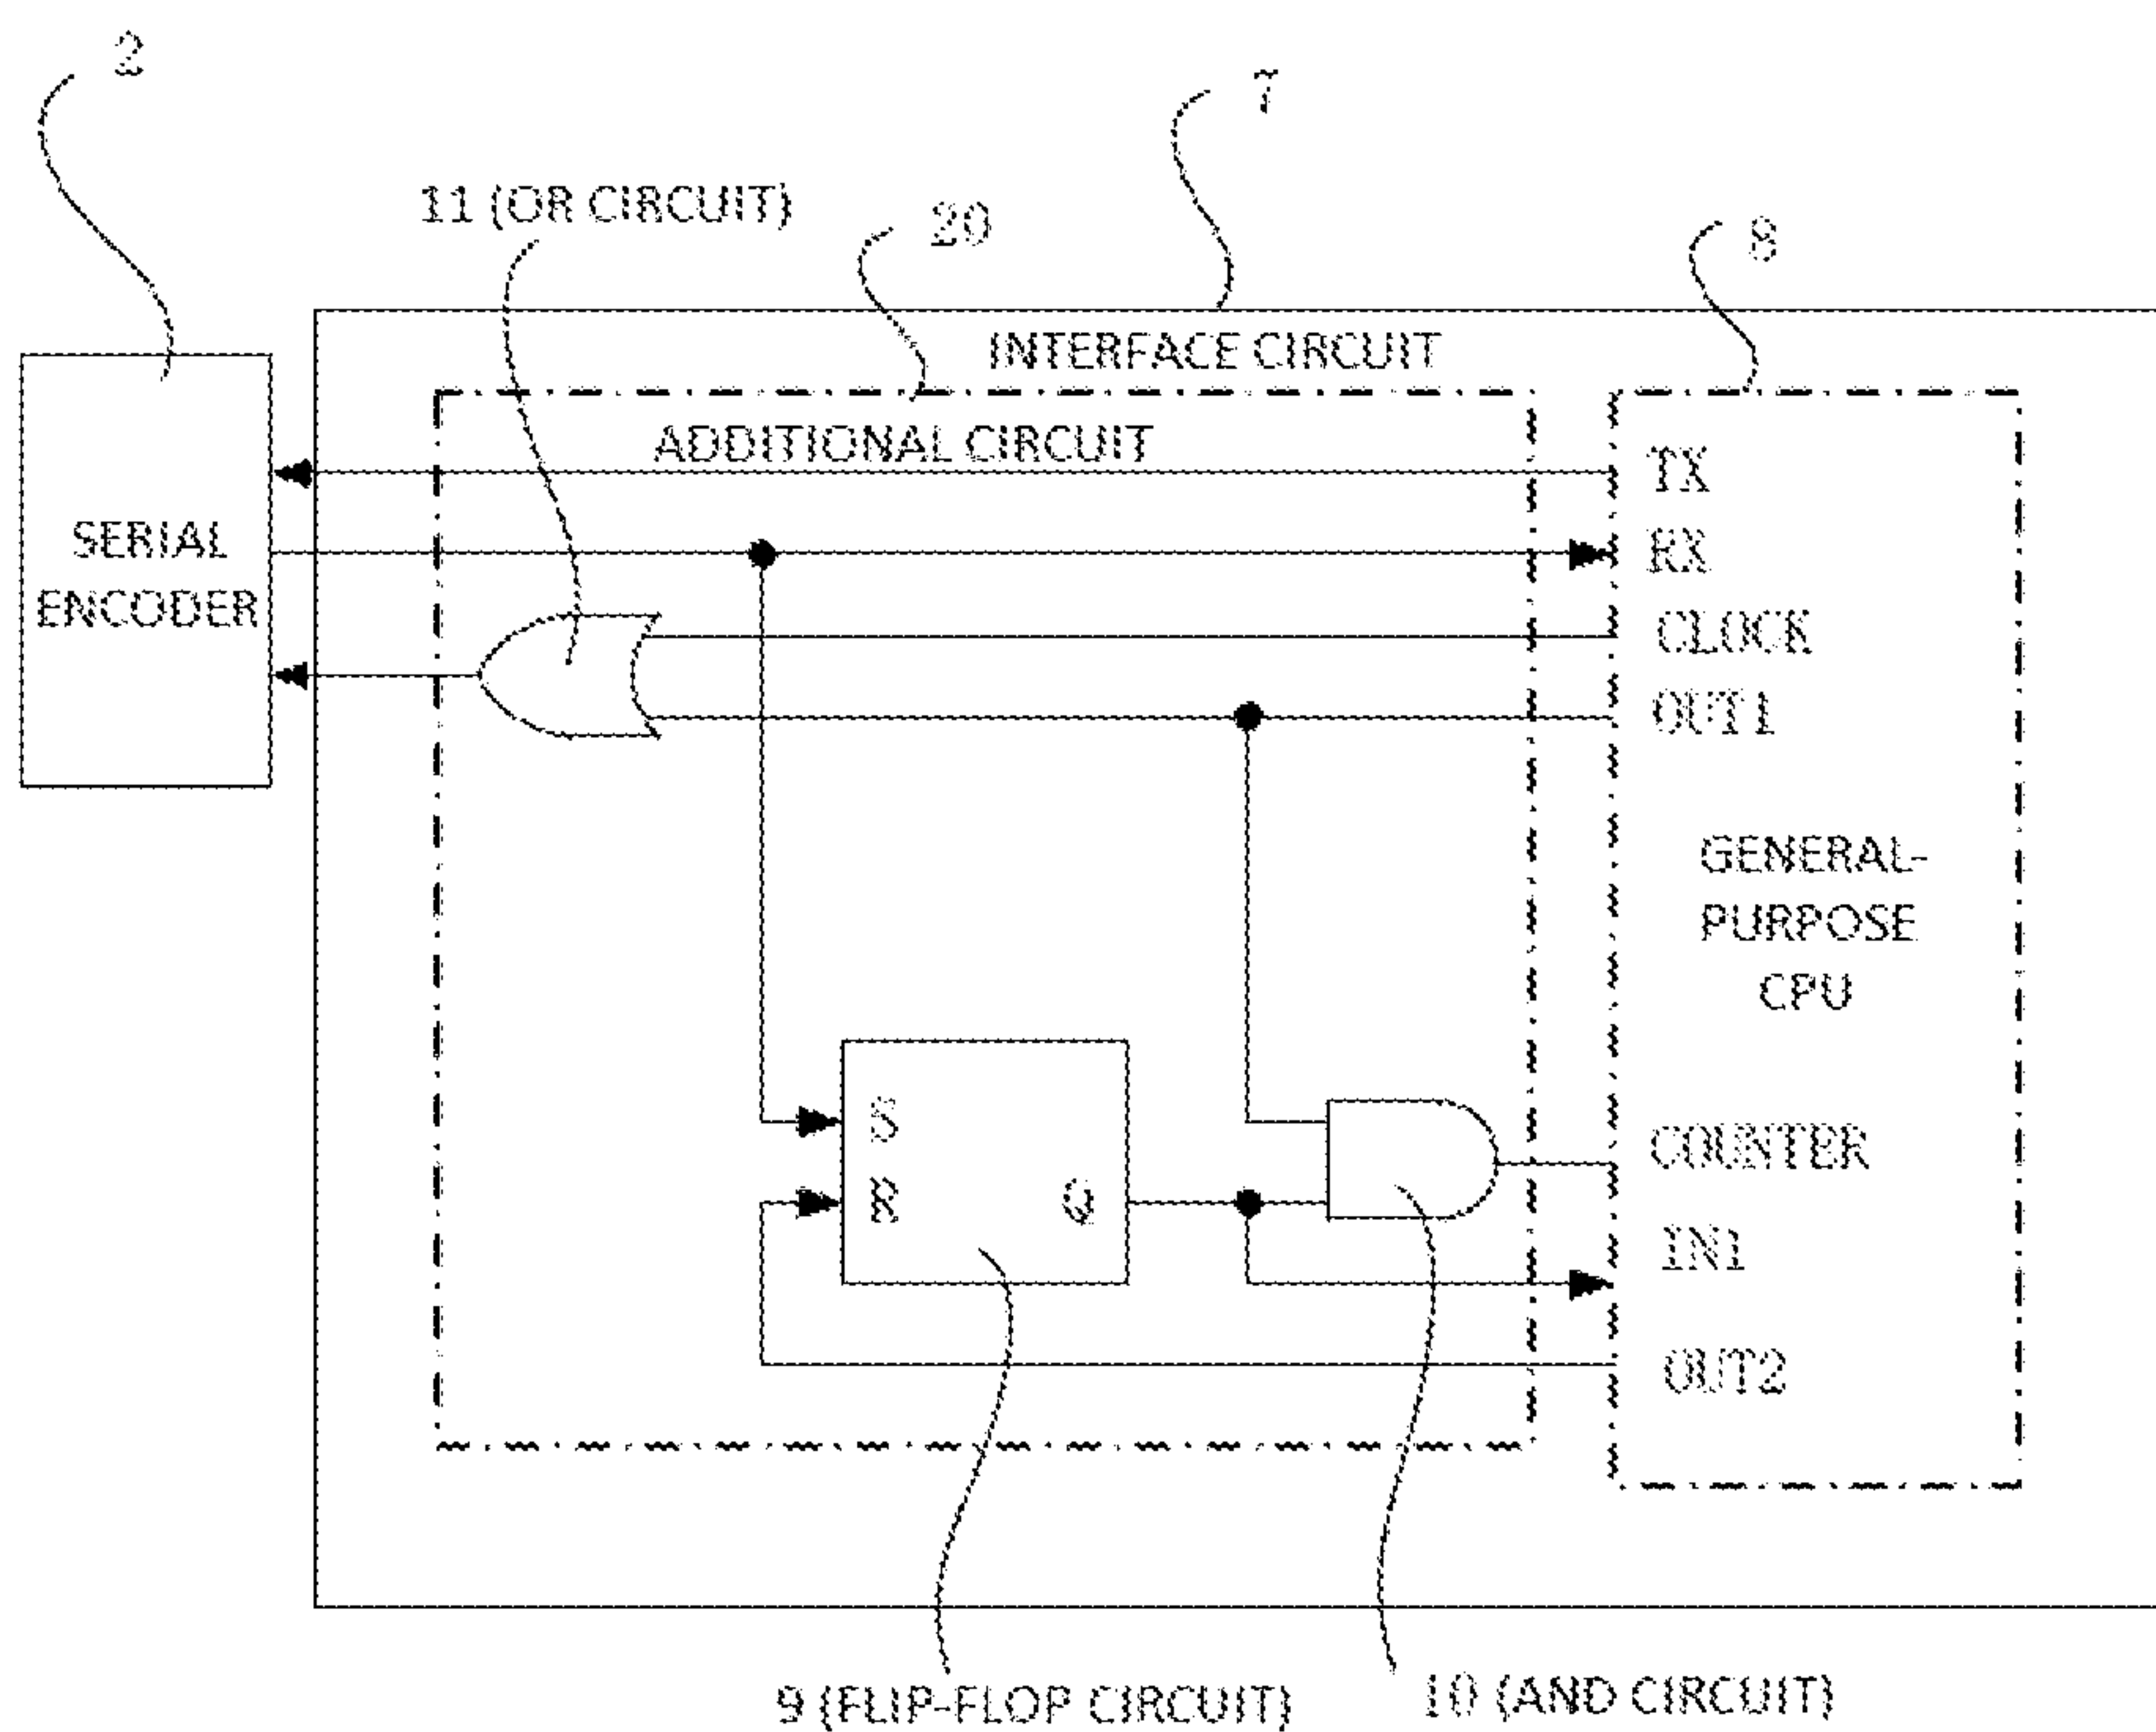 2
7
11 (OR CIRCUIT)
20
8
INTERFACE CIRCUIT
ADDITIONAL CIRCUIT
SERIAL
ENCODER
TX
RX
CLOCK
OUT1
GENERAL-
PURPOSE
CPU
S
R
Q
COUNTER
IN1
OUT2
9 (FLIP-FLOP CIRCUIT)
10 (AND CIRCUIT)